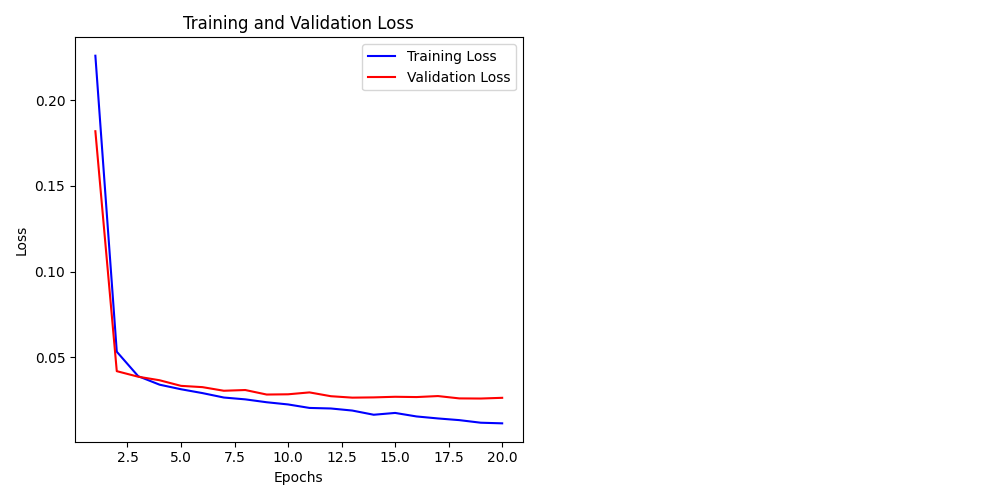 Training and Validation Loss
Training Loss
Validation Loss
0.20
0.15
0.10
0.05
Loss
2.5 5.0 7.5 10.0 12.5 15.0 17.5 20.0
Epochs